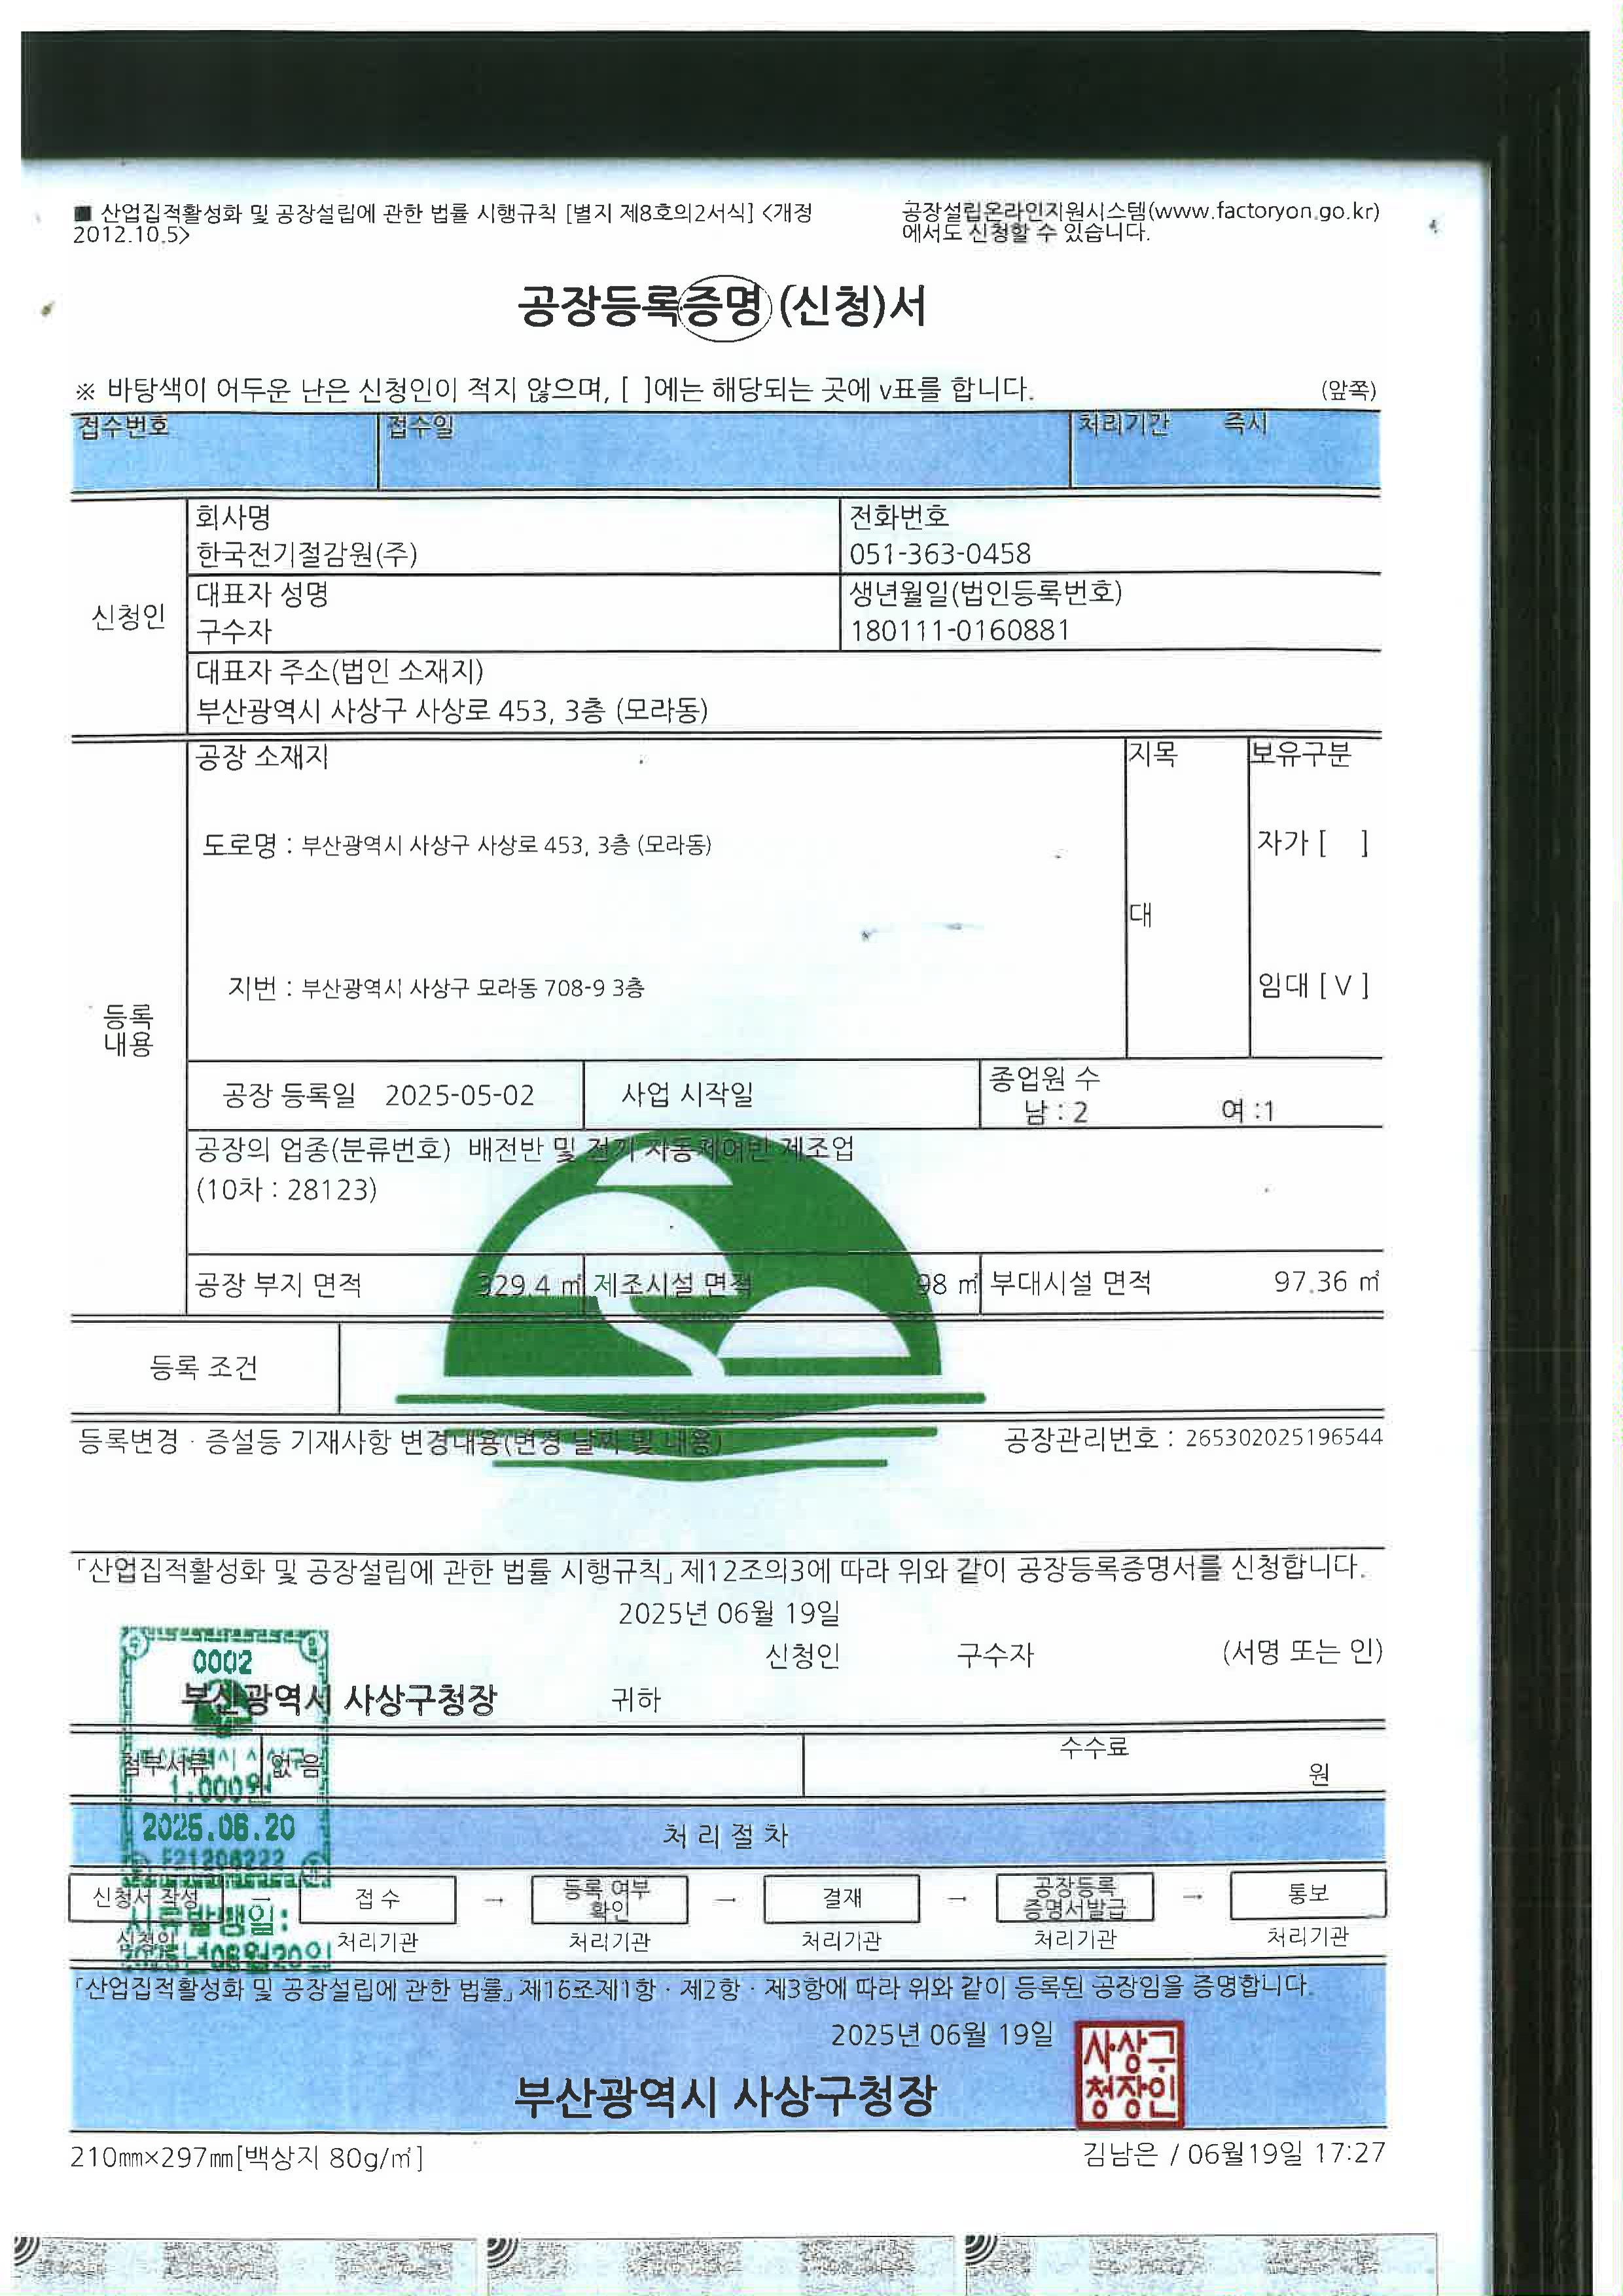 ■ 산업집적활성화 및 공장설립에 관한 법률 시행규칙 [별지 제8호의2서식] <개정
2012.10.5>
공장설립온라인지원시스템(www.factoryon.go.kr)
에서도 신청할 수 있습니다.
공장등록증명(신청)서
※ 바탕색이 어두운 난은 신청인이 적지 않으며, [ ]에는 해당되는 곳에 v표를 합니다.
(앞쪽)
접수번호
접수일
처리기간 즉시
신청인
회사명
한국전기절감원(주)
전화번호
051-363-0458
대표자 성명
구수자
생년월일(법인등록번호)
180111-0160881
대표자 주소(법인 소재지)
부산광역시 사상구 사상로 453, 3층 (모라동)
등록
내용
공장 소재지
지목
보유구분
도로명 : 부산광역시 사상구 사상로 453, 3층 (모라동)
자가 [ ]
대
지번 : 부산광역시 사상구 모라동 708-9 3층
임대 [ V ]
공장 등록일 2025-05-02
사업 시작일
종업원 수
남 : 2 여 :1
공장의 업종(분류번호) 배전반 및 전기 자동제어반 제조업
(10차 : 28123)
공장 부지 면적 329.4 ㎡
제조시설 면적 98 ㎡
부대시설 면적 97.36 ㎡
등록 조건
등록변경 · 증설등 기재사항 변경내용(변경 날짜 및 내용)
공장관리번호 : 265302025196544
「산업집적활성화 및 공장설립에 관한 법률 시행규칙」 제12조의3에 따라 위와 같이 공장등록증명서를 신청합니다.
2025년 06월 19일
신청인 구수자 (서명 또는 인)
0002
부산광역시 사상구청장 귀하
첨부서류 없음
수수료
원
1,000원
2025.06.20
처 리 절 차
신청서 작성 → 접 수 → 등록 여부 확인 → 결재 → 공장등록 증명서발급 → 통보
신청인 처리기관 처리기관 처리기관 처리기관 처리기관
서류발행일:
2025년06월20일
「산업집적활성화 및 공장설립에 관한 법률」 제16조제1항 · 제2항 · 제3항에 따라 위와 같이 등록된 공장임을 증명합니다.
2025년 06월 19일
부산광역시 사상구청장
사상구
청장인
210mm×297mm[백상지 80g/㎡]
김남은 / 06월19일 17:27